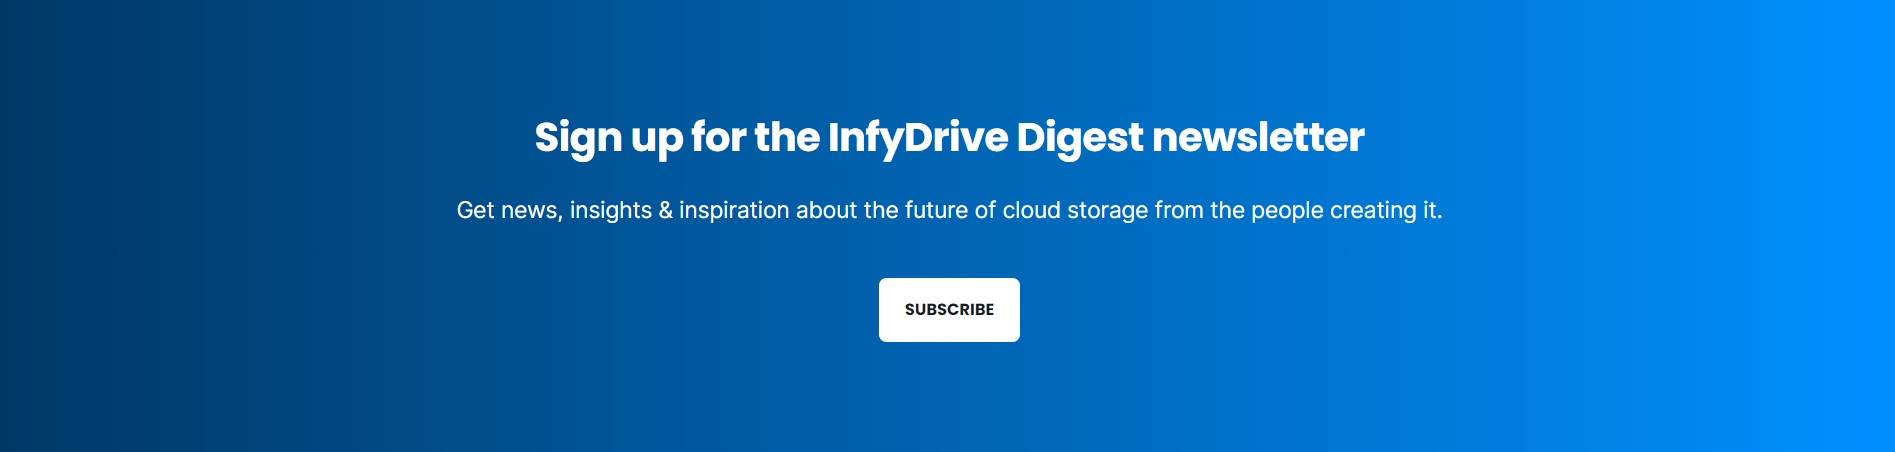 Sign up for the InfyDrive Digest newsletter
Get news, insights & inspiration about the future of cloud storage from the people creating it.
SUBSCRIBE